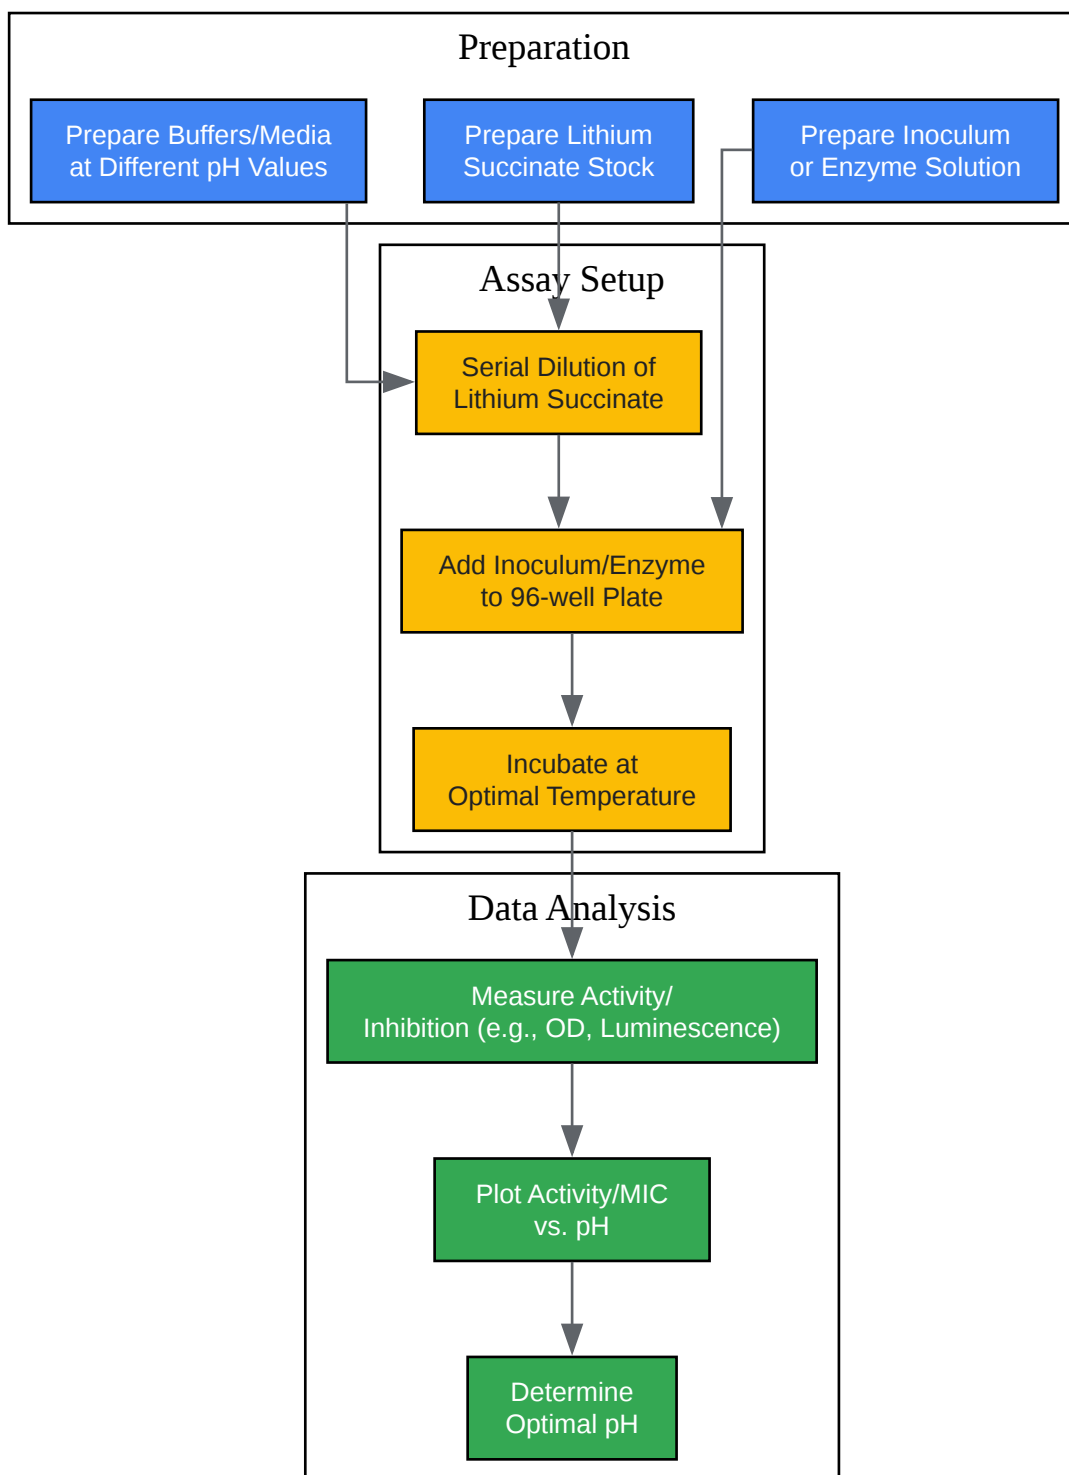 Preparation
Prepare Buffers/Media
at Different pH Values
Prepare Lithium
Succinate Stock
Prepare Inoculum
or Enzyme Solution
Assay Setup
Serial Dilution of
Lithium Succinate
Add Inoculum/Enzyme
to 96-well Plate
Incubate at
Optimal Temperature
Data Analysis
Measure Activity/
Inhibition (e.g., OD, Luminescence)
Plot Activity/MIC
vs. pH
Determine
Optimal pH